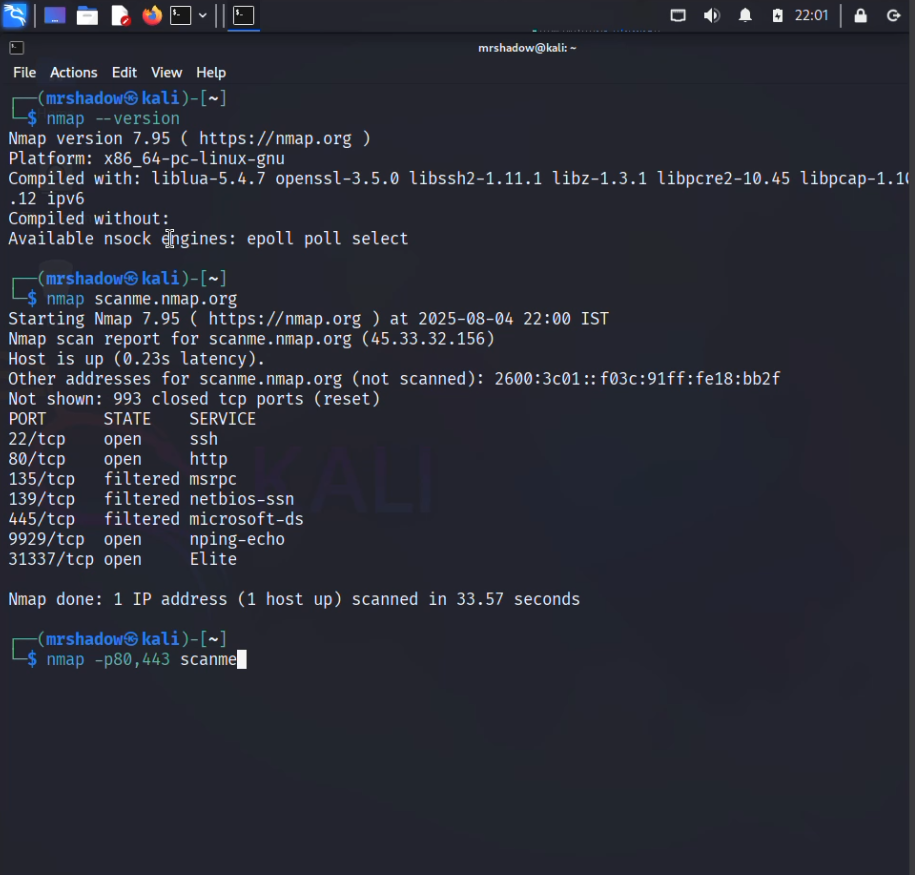 22:01
mrshadow@kali: ~
File Actions Edit View Help
┌──(mrshadow㉿kali)-[~]
└─$ nmap --version
Nmap version 7.95 ( https://nmap.org )
Platform: x86_64-pc-linux-gnu
Compiled with: liblua-5.4.7 openssl-3.5.0 libssh2-1.11.1 libz-1.3.1 libpcre2-10.45 libpcap-1.10
.12 ipv6
Compiled without:
Available nsock engines: epoll poll select
┌──(mrshadow㉿kali)-[~]
└─$ nmap scanme.nmap.org
Starting Nmap 7.95 ( https://nmap.org ) at 2025-08-04 22:00 IST
Nmap scan report for scanme.nmap.org (45.33.32.156)
Host is up (0.23s latency).
Other addresses for scanme.nmap.org (not scanned): 2600:3c01::f03c:91ff:fe18:bb2f
Not shown: 993 closed tcp ports (reset)
PORT STATE SERVICE
22/tcp open ssh
80/tcp open http
135/tcp filtered msrpc
139/tcp filtered netbios-ssn
445/tcp filtered microsoft-ds
9929/tcp open nping-echo
31337/tcp open Elite
KALI
Nmap done: 1 IP address (1 host up) scanned in 33.57 seconds
┌──(mrshadow㉿kali)-[~]
└─$ nmap -p80,443 scanme